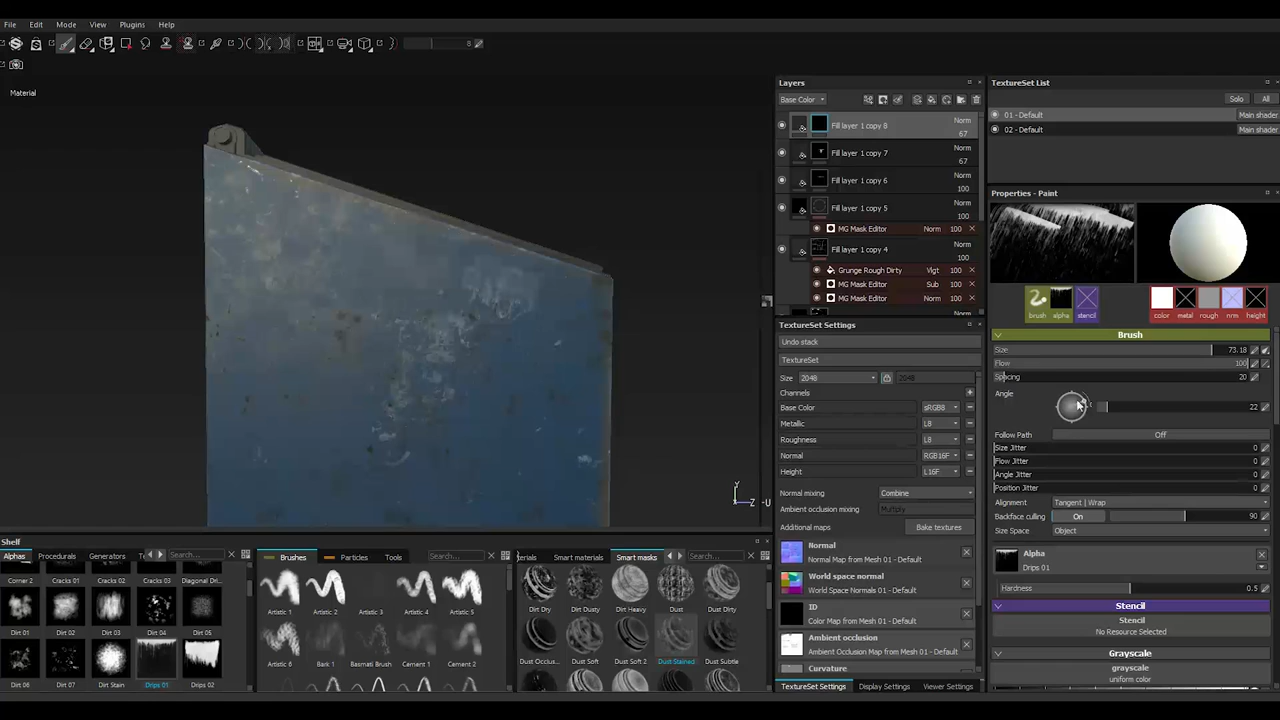 File Edit Mode View Plugins Help
8
Material
Layers
Base Color
Fill layer 1 copy 8 Norm 67
Fill layer 1 copy 7 Norm 67
Fill layer 1 copy 6 Norm 100
Fill layer 1 copy 5 Norm 100
MG Mask Editor Norm 100
Fill layer 1 copy 4 Norm 100
Grunge Rough Dirty Vlgt 100
MG Mask Editor Sub 100
MG Mask Editor Norm 100
TextureSet Settings
Undo stack
TextureSet
Size 2048 2048
Channels
Base Color sRGB8
Metallic L8
Roughness L8
Normal RGB16F
Height L16F
Normal mixing Combine
Ambient occlusion mixing Multiply
Additional maps Bake textures
Normal
Normal Map from Mesh 01 - Default
World space normal
World Space Normals 01 - Default
ID
Color Map from Mesh 01 - Default
Ambient occlusion
Ambient Occlusion Map from Mesh 01 - Default
Curvature
TextureSet Settings Display Settings Viewer Settings
TextureSet List
Solo All
01 - Default Main shader
02 - Default Main shader
Properties - Paint
brush alpha stencil color metal rough nrm height
Brush
Size 73.18
Flow 100
Spacing 20
Angle 22
Follow Path Off
Size Jitter 0
Flow Jitter 0
Angle Jitter 0
Position Jitter 0
Alignment Tangent | Wrap
Backface culling On 90
Size Space Object
Alpha
Drips 01
Hardness 0.5
Stencil
Stencil
No Resource Selected
Grayscale
grayscale
uniform color
Y
Z -U
Shelf
Alphas Procedurals Generators Search...
Corner 2 Cracks 01 Cracks 02 Cracks 03 Diagonal Dri...
Dirt 01 Dirt 02 Dirt 03 Dirt 04 Dirt 05
Dirt 06 Dirt 07 Dirt Stain Drips 01 Drips 02
Brushes Particles Tools Search...
Artistic 1 Artistic 2 Artistic 3 Artistic 4 Artistic 5
Artistic 6 Bark 1 Basmati Brush Cement 1 Cement 2
terials Smart materials Smart masks Search...
Dirt Dry Dirt Dusty Dirt Heavy Dust Dust Dirty
Dust Occlus... Dust Soft Dust Soft 2 Dust Stained Dust Subtle